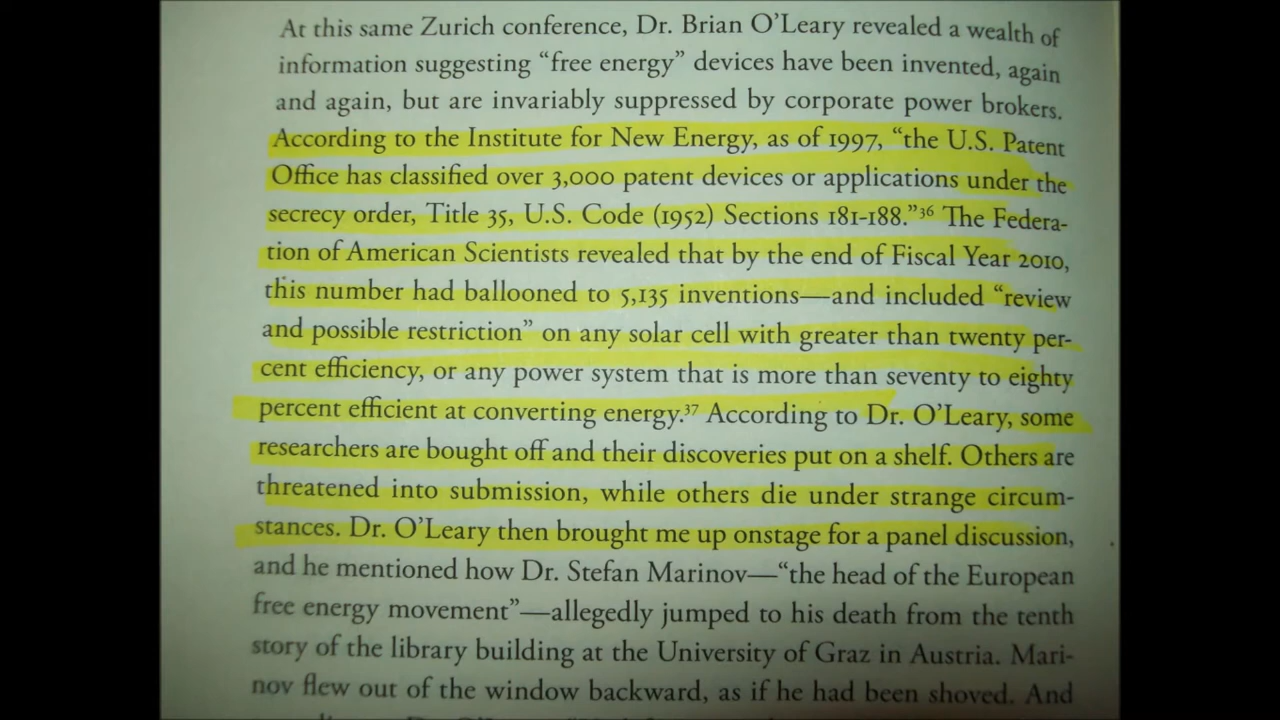 At this same Zurich conference, Dr. Brian O’Leary revealed a wealth of
information suggesting “free energy” devices have been invented, again
and again, but are invariably suppressed by corporate power brokers.
According to the Institute for New Energy, as of 1997, “the U.S. Patent
Office has classified over 3,000 patent devices or applications under the
secrecy order, Title 35, U.S. Code (1952) Sections 181-188.”36 The Federa-
tion of American Scientists revealed that by the end of Fiscal Year 2010,
this number had ballooned to 5,135 inventions—and included “review
and possible restriction” on any solar cell with greater than twenty per-
cent efficiency, or any power system that is more than seventy to eighty
percent efficient at converting energy.37 According to Dr. O’Leary, some
researchers are bought off and their discoveries put on a shelf. Others are
threatened into submission, while others die under strange circum-
stances. Dr. O’Leary then brought me up onstage for a panel discussion,
and he mentioned how Dr. Stefan Marinov—“the head of the European
free energy movement”—allegedly jumped to his death from the tenth
story of the library building at the University of Graz in Austria. Mari-
nov flew out of the window backward, as if he had been shoved. And